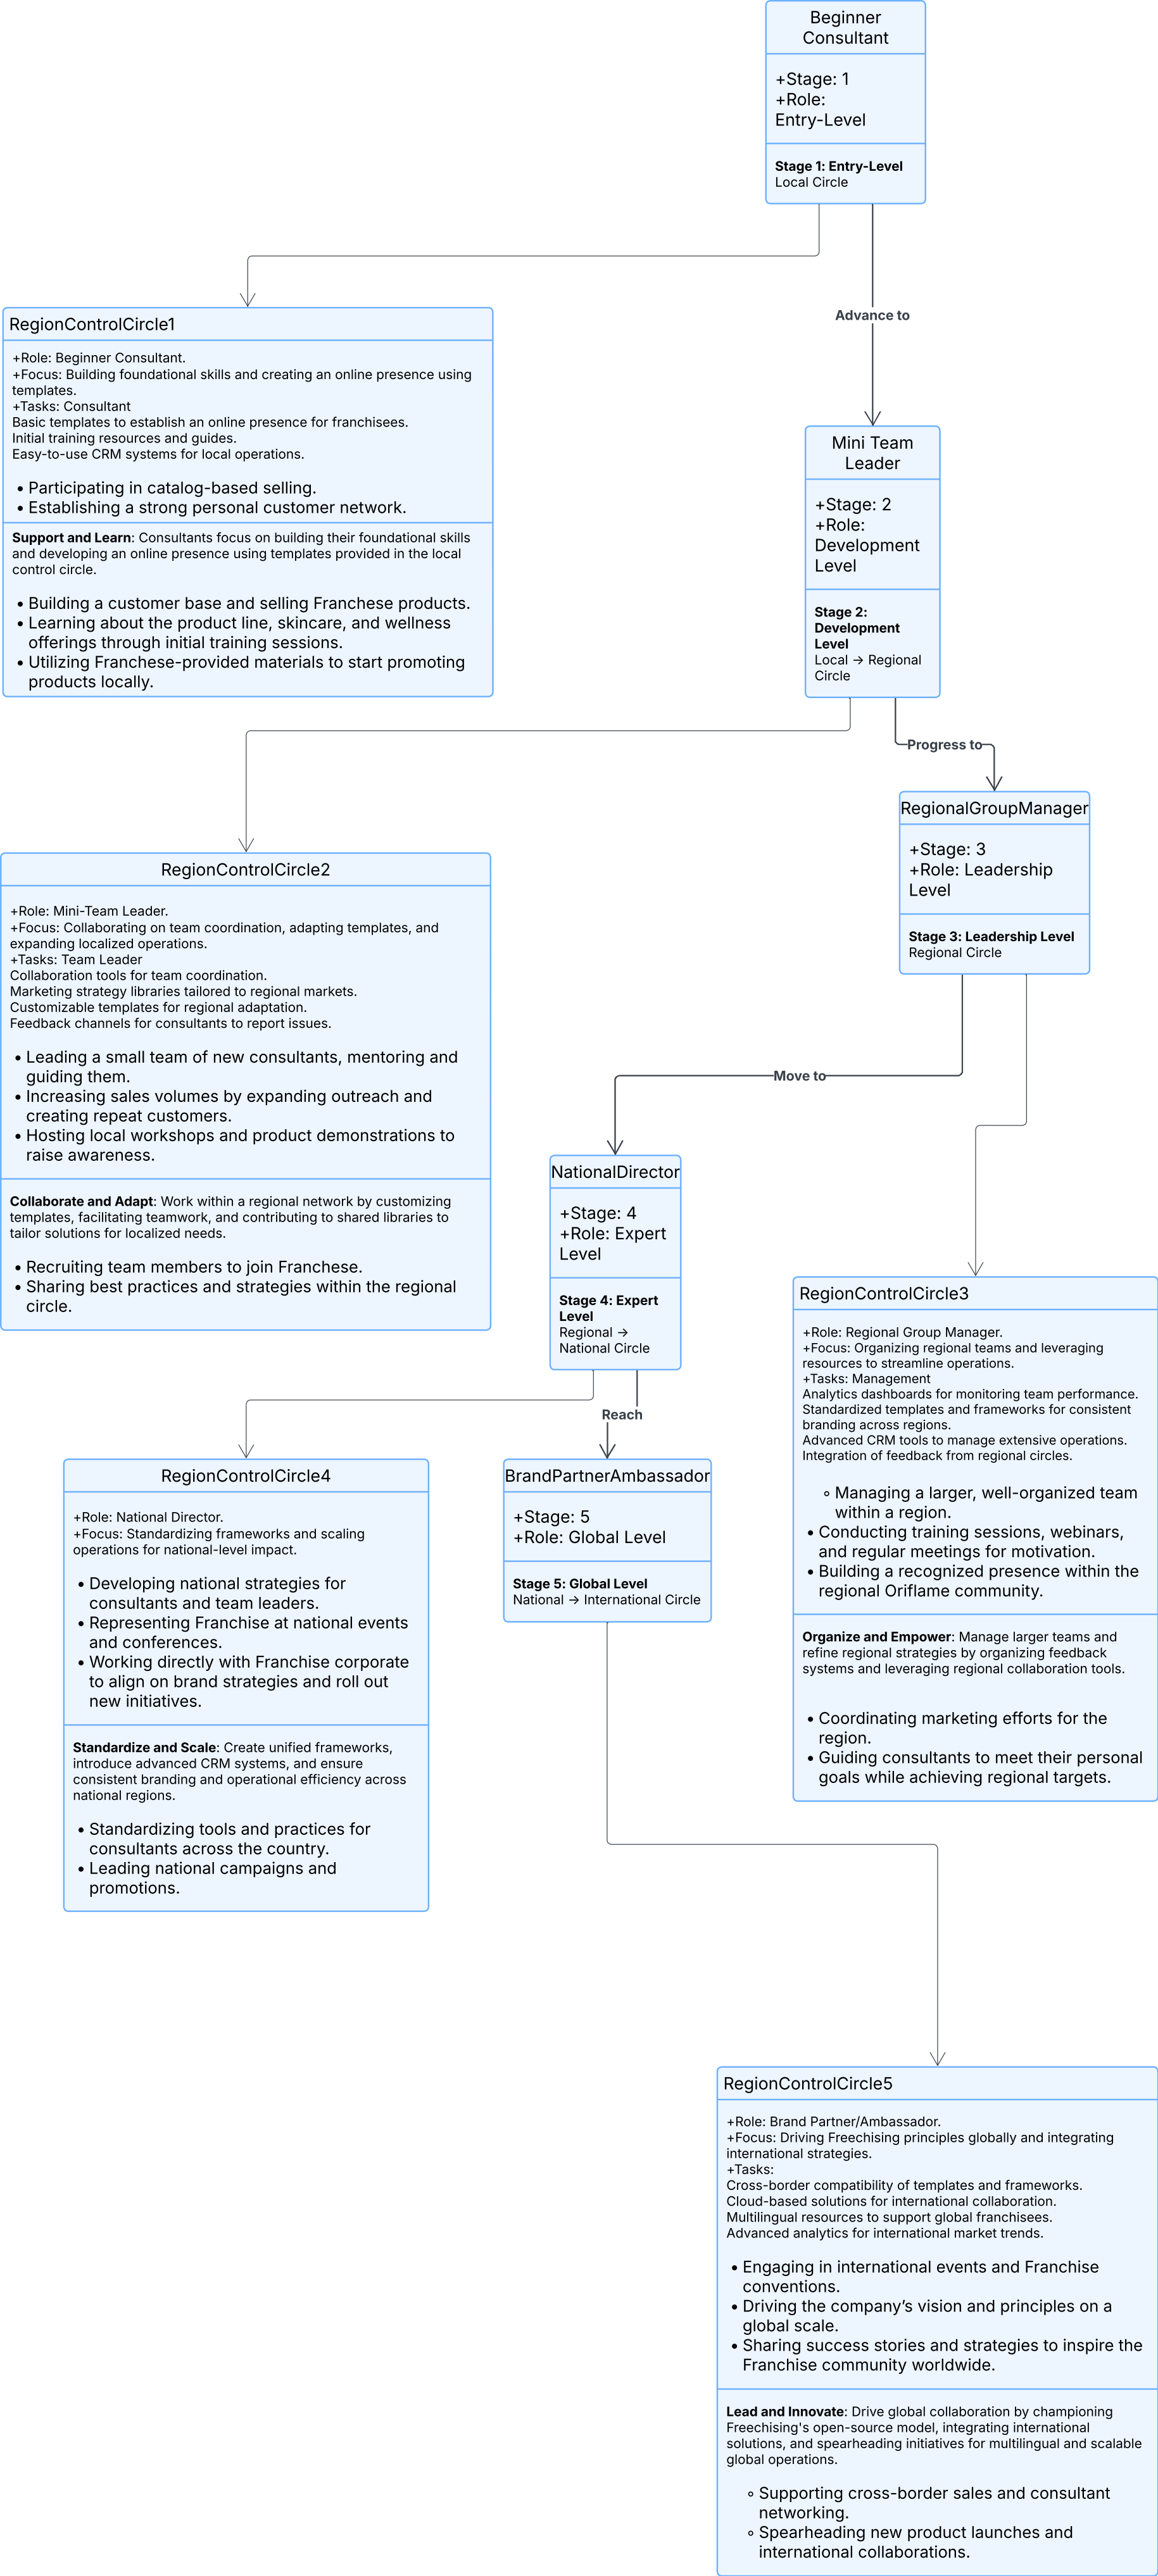 Beginner
Consultant
+Stage: 1
+Role:
Entry-Level
Stage 1: Entry-Level
Local Circle
Advance to
RegionControlCircle1
+Role: Beginner Consultant.
+Focus: Building foundational skills and creating an online presence using
templates.
+Tasks: Consultant
Basic templates to establish an online presence for franchisees.
Initial training resources and guides.
Easy-to-use CRM systems for local operations.
• Participating in catalog-based selling.
• Establishing a strong personal customer network.
Support and Learn: Consultants focus on building their foundational skills
and developing an online presence using templates provided in the local
control circle.
• Building a customer base and selling Franchese products.
• Learning about the product line, skincare, and wellness
offerings through initial training sessions.
• Utilizing Franchese-provided materials to start promoting
products locally.
Mini Team
Leader
+Stage: 2
+Role:
Development
Level
Stage 2:
Development
Level
Local → Regional
Circle
Progress to
RegionalGroupManager
+Stage: 3
+Role: Leadership
Level
Stage 3: Leadership Level
Regional Circle
RegionControlCircle2
+Role: Mini-Team Leader.
+Focus: Collaborating on team coordination, adapting templates, and
expanding localized operations.
+Tasks: Team Leader
Collaboration tools for team coordination.
Marketing strategy libraries tailored to regional markets.
Customizable templates for regional adaptation.
Feedback channels for consultants to report issues.
• Leading a small team of new consultants, mentoring and
guiding them.
• Increasing sales volumes by expanding outreach and
creating repeat customers.
• Hosting local workshops and product demonstrations to
raise awareness.
Collaborate and Adapt: Work within a regional network by customizing
templates, facilitating teamwork, and contributing to shared libraries to
tailor solutions for localized needs.
• Recruiting team members to join Franchese.
• Sharing best practices and strategies within the regional
circle.
Move to
NationalDirector
+Stage: 4
+Role: Expert
Level
Stage 4: Expert
Level
Regional →
National Circle
RegionControlCircle3
+Role: Regional Group Manager.
+Focus: Organizing regional teams and leveraging
resources to streamline operations.
+Tasks: Management
Analytics dashboards for monitoring team performance.
Standardized templates and frameworks for consistent
branding across regions.
Advanced CRM tools to manage extensive operations.
Integration of feedback from regional circles.
◦ Managing a larger, well-organized team
within a region.
• Conducting training sessions, webinars,
and regular meetings for motivation.
• Building a recognized presence within the
regional Oriflame community.
Organize and Empower: Manage larger teams and
refine regional strategies by organizing feedback
systems and leveraging regional collaboration tools.
• Coordinating marketing efforts for the
region.
• Guiding consultants to meet their personal
goals while achieving regional targets.
Reach
RegionControlCircle4
+Role: National Director.
+Focus: Standardizing frameworks and scaling
operations for national-level impact.
• Developing national strategies for
consultants and team leaders.
• Representing Franchise at national events
and conferences.
• Working directly with Franchise corporate
to align on brand strategies and roll out
new initiatives.
Standardize and Scale: Create unified frameworks,
introduce advanced CRM systems, and ensure
consistent branding and operational efficiency across
national regions.
• Standardizing tools and practices for
consultants across the country.
• Leading national campaigns and
promotions.
BrandPartnerAmbassador
+Stage: 5
+Role: Global Level
Stage 5: Global Level
National → International Circle
RegionControlCircle5
+Role: Brand Partner/Ambassador.
+Focus: Driving Freechising principles globally and integrating
international strategies.
+Tasks:
Cross-border compatibility of templates and frameworks.
Cloud-based solutions for international collaboration.
Multilingual resources to support global franchisees.
Advanced analytics for international market trends.
• Engaging in international events and Franchise
conventions.
• Driving the company’s vision and principles on a
global scale.
• Sharing success stories and strategies to inspire the
Franchise community worldwide.
Lead and Innovate: Drive global collaboration by championing
Freechising's open-source model, integrating international
solutions, and spearheading initiatives for multilingual and scalable
global operations.
◦ Supporting cross-border sales and consultant
networking.
◦ Spearheading new product launches and
international collaborations.